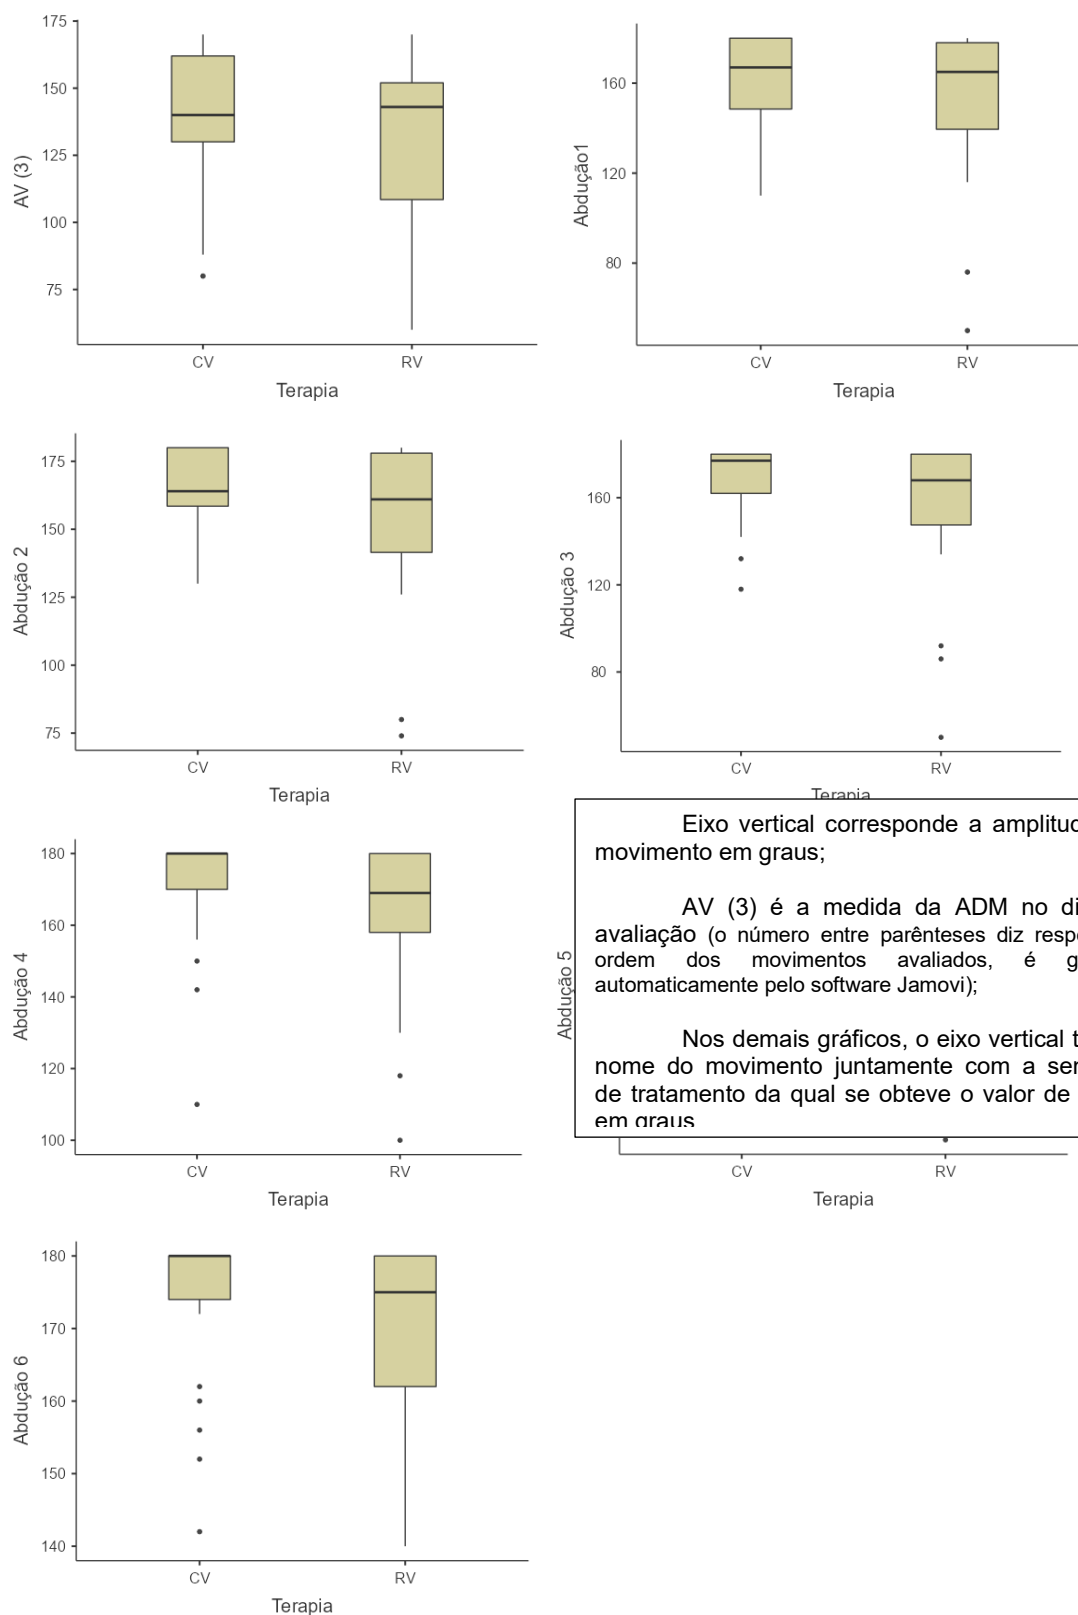 175
150
125
100
75
AV (3)
CV
RV
Terapia
160
120
80
Abdução1
CV
RV
Terapia
175
150
125
100
75
Abdução 2
CV
RV
Terapia
160
120
80
Abdução 3
CV
RV
Terapia
180
160
140
120
100
Abdução 4
CV
RV
Terapia
Abdução 5
Eixo vertical corresponde a
movimento em graus;
AV (3) é a medida da ADM no
avaliação (o número entre parênteses diz
ordem dos movimentos avaliados, é
automaticamente pelo software Jamovi);
Nos demais gráficos, o eixo vertical
nome do movimento juntamente com a
de tratamento da qual se obteve o valor de
em graus
CV
RV
Terapia
180
170
160
150
140
Abdução 6
CV
RV
Terapia